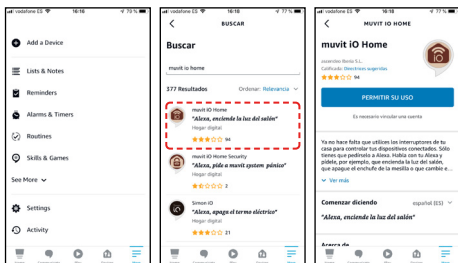 vodafone ES 16:16 77 %
Add a Device
Lists & Notes
Reminders
Alarms & Timers
Routines
Skills & Games
See More
Settings
Activity
vodafone ES 16:18 77 %
BUSCAR
Buscar
muvit io home
377 Resultados Ordenar: Relevancia
muvit iO Home
"Alexa, enciende la luz del salón"
Hogar digital
94
muvit iO Home Security
"Alexa, pide a muvit system pánico"
Hogar digital
2
Simon iO
"Alexa, apaga el termo eléctrico"
Hogar digital
21
vodafone ES 16:18 77 %
MUVIT IO HOME
muvit iO Home
iO
Calificado: Directrices sugeridas
94
PERMITIR SU USO
Es necesario vincular una cuenta
Ya no hace falta que utilices los interruptores de tu
casa para controlar tus dispositivos conectados. Sólo
tienes que pedírselo a Alexa. Habla con tu Alexa y
pídele, por ejemplo, que encienda la luz del salón,
que apague el enchufe de la mesilla o que cambie e...
Ver más
Comenzar diciendo español (ES)
"Alexa, enciende la luz del salón"
Acerca de